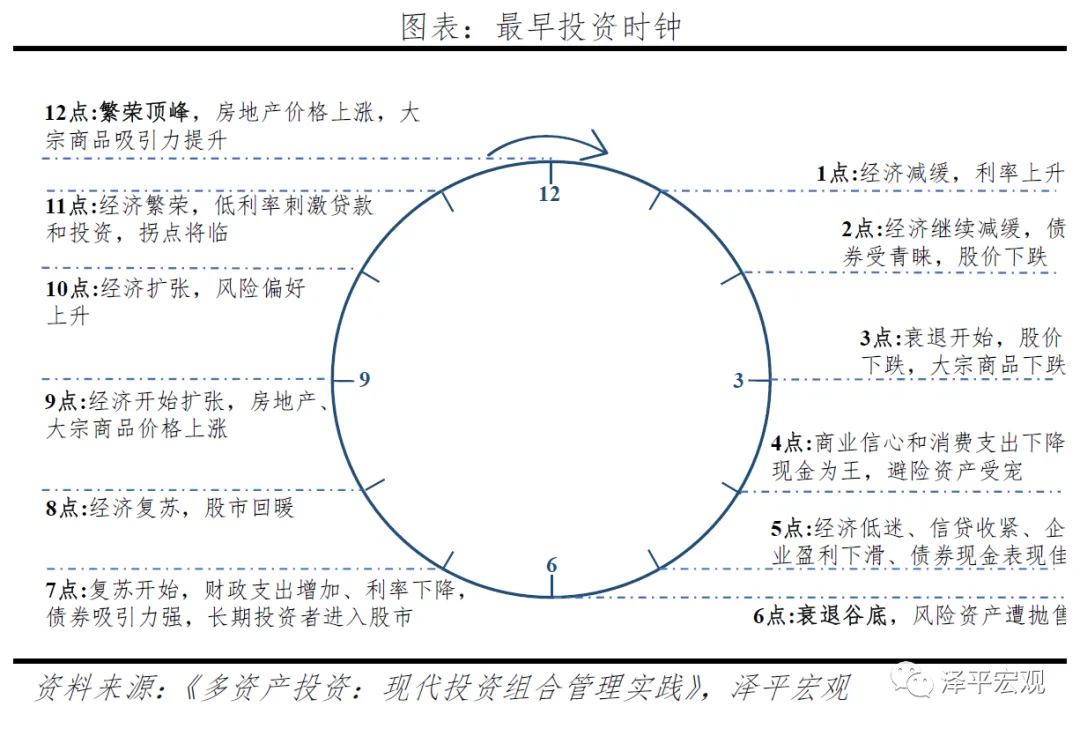 图表：最早投资时钟
12点:繁荣顶峰，房地产价格上涨，大
宗商品吸引力提升
11点:经济繁荣，低利率刺激贷款
和投资，拐点将临
10点:经济扩张，风险偏好
上升
9点:经济开始扩张，房地产、
大宗商品价格上涨
8点:经济复苏，股市回暖
7点:复苏开始，财政支出增加、利率下降，
债券吸引力强，长期投资者进入股市
12
3
6
9
1点:经济减缓，利率上升
2点:经济继续减缓，债
券受青睐，股价下跌
3点:衰退开始，股价
下跌，大宗商品下跌
4点:商业信心和消费支出下降
现金为王，避险资产受宠
5点:经济低迷、信贷收紧、企
业盈利下滑、债券现金表现佳
6点:衰退谷底，风险资产遭抛售
资料来源：《多资产投资：现代投资组合管理实践》，泽平宏观
泽平宏观